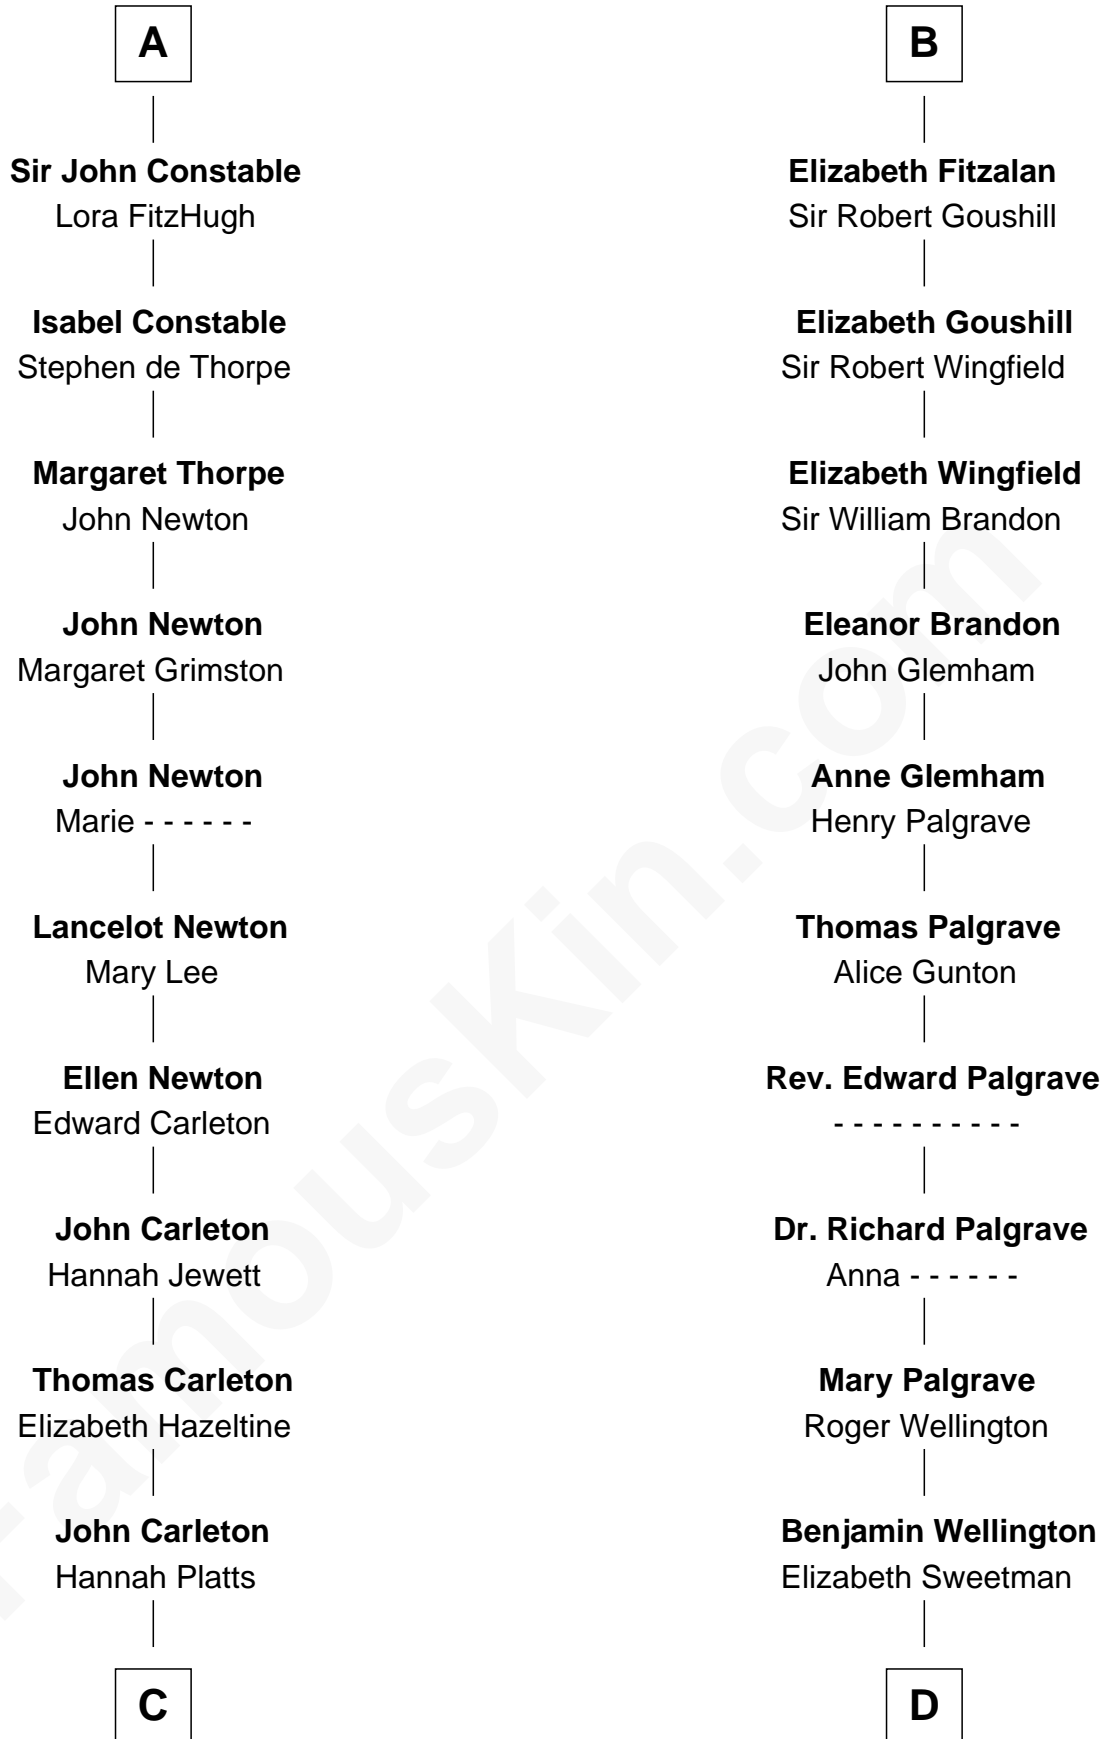 A
Sir John Constable
Lora FitzHugh
Isabel Constable
Stephen de Thorpe
Margaret Thorpe
John Newton
John Newton
Margaret Grimston
John Newton
Marie - - - - - -
Lancelot Newton
Mary Lee
Ellen Newton
Edward Carleton
John Carleton
Hannah Jewett
Thomas Carleton
Elizabeth Hazeltine
John Carleton
Hannah Platts
C
B
Elizabeth Fitzalan
Sir Robert Goushill
Elizabeth Goushill
Sir Robert Wingfield
Elizabeth Wingfield
Sir William Brandon
Eleanor Brandon
John Glemham
Anne Glemham
Henry Palgrave
Thomas Palgrave
Alice Gunton
Rev. Edward Palgrave
- - - - - - - - - -
Dr. Richard Palgrave
Anna - - - - - -
Mary Palgrave
Roger Wellington
Benjamin Wellington
Elizabeth Sweetman
D
FamousKin.com